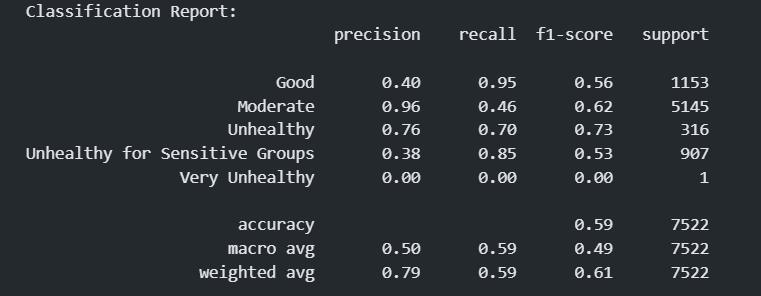 Classification Report:
precision recall f1-score support
Good 0.40 0.95 0.56 1153
Moderate 0.96 0.46 0.62 5145
Unhealthy 0.76 0.70 0.73 316
Unhealthy for Sensitive Groups 0.38 0.85 0.53 907
Very Unhealthy 0.00 0.00 0.00 1
accuracy 0.59 7522
macro avg 0.50 0.59 0.49 7522
weighted avg 0.79 0.59 0.61 7522